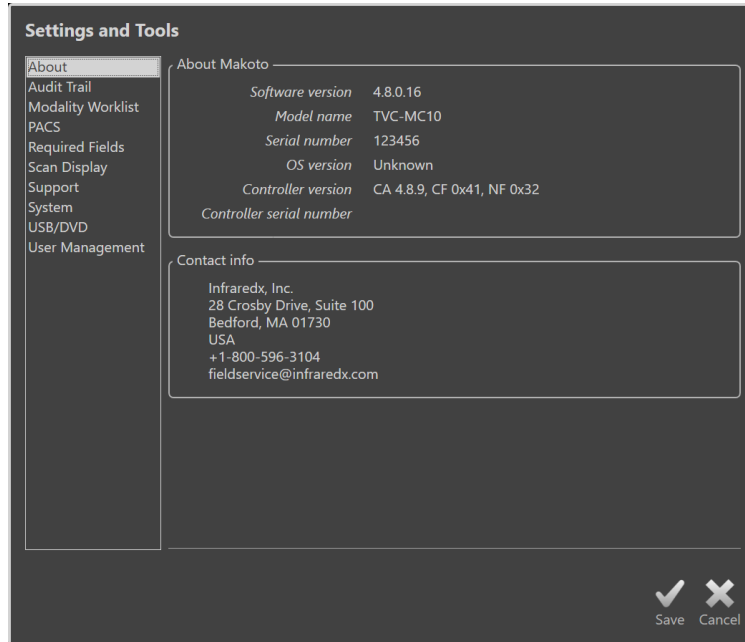 Settings and Tools
About
Audit Trail
Modality Worklist
PACS
Required Fields
Scan Display
Support
System
USB/DVD
User Management
About Makoto
Software version 4.8.0.16
Model name TVC-MC10
Serial number 123456
OS version Unknown
Controller version CA 4.8.9, CF 0x41, NF 0x32
Controller serial number
Contact info
Infraredx, Inc.
28 Crosby Drive, Suite 100
Bedford, MA 01730
USA
+1-800-596-3104
fieldservice@infraredx.com
Save Cancel